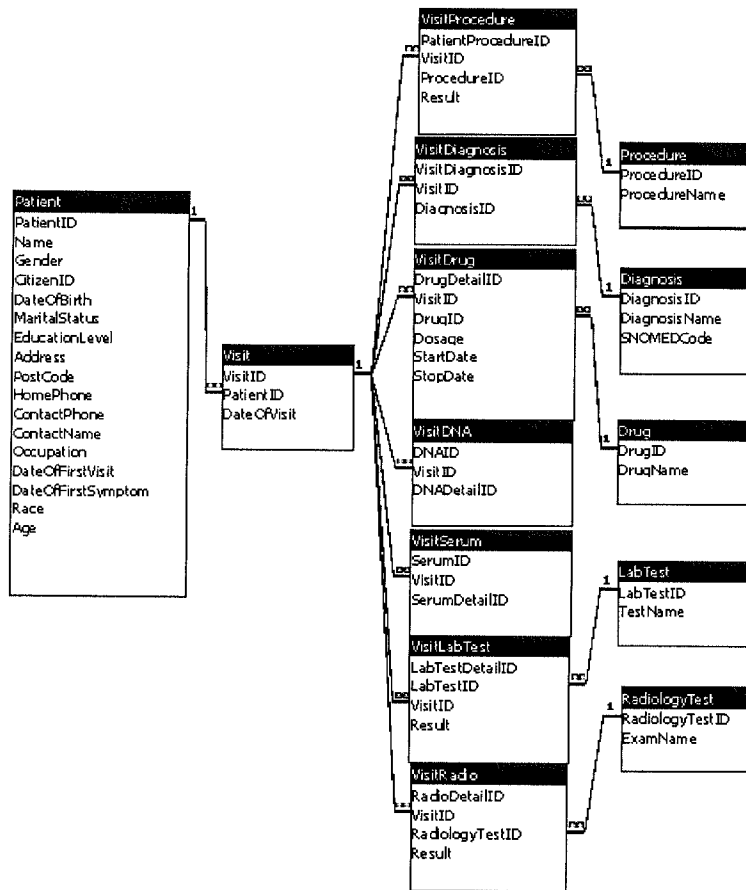 VisitProcedure
PatientProcedureID
VisitID
ProcedureID
Result
VisitDiagnosis
VisitDiagnosisID
VisitID
DiagnosisID
Procedure
ProcedureID
ProcedureName
Patient
PatientID
Name
Gender
CitizenID
DateOfBirth
MaritalStatus
EducationLevel
Address
PostCode
HomePhone
ContactPhone
ContactName
Occupation
DateOfFirstVisit
DateOfFirstSymptom
Race
Age
VisitDrug
DrugDetailID
VisitID
DrugID
Dosage
StartDate
StopDate
Diagnosis
DiagnosisID
DiagnosisName
SNOMEDCode
Visit
VisitID
PatientID
DateOfVisit
VisitDNA
DNAID
VisitID
DNADetailID
Drug
DrugID
DrugName
VisitSerum
SerumID
VisitID
SerumDetailID
LabTest
LabTestID
TestName
VisitLabTest
LabTestDetailID
LabTestID
VisitID
Result
RadiologyTest
RadiologyTestID
ExamName
VisitRadio
RadioDetailID
VisitID
RadiologyTestID
Result
1
∞
1
∞
∞
∞
∞
∞
∞
∞
∞
1
∞
1
∞
1
∞
1
∞
1